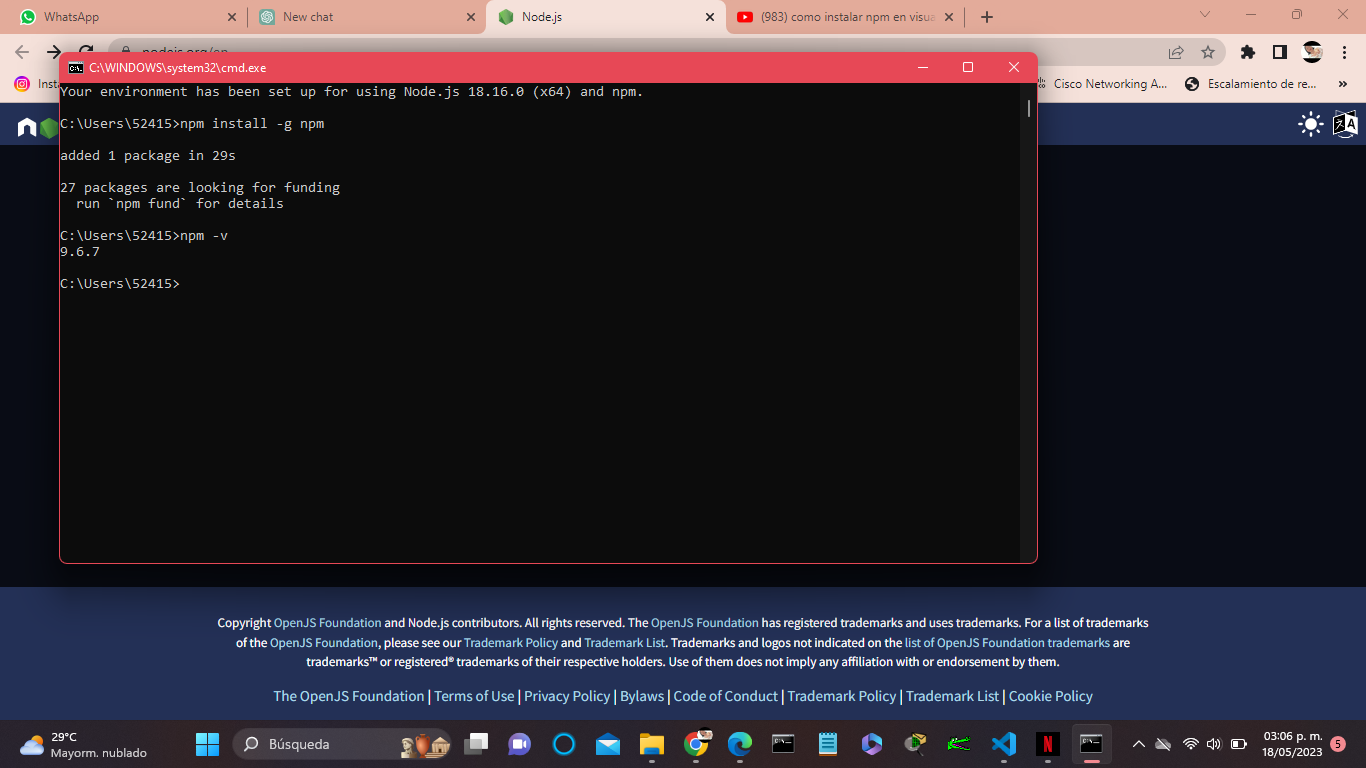 WhatsApp
New chat
Node.js
(983) como instalar npm en visua
C:\WINDOWS\system32\cmd.exe
Cisco Networking A...
Escalamiento de re...
Your environment has been set up for using Node.js 18.16.0 (x64) and npm.
C:\Users\52415>npm install -g npm
added 1 package in 29s
27 packages are looking for funding
run `npm fund` for details
C:\Users\52415>npm -v
9.6.7
C:\Users\52415>
Copyright OpenJS Foundation and Node.js contributors. All rights reserved. The OpenJS Foundation has registered trademarks and uses trademarks. For a list of trademarks
of the OpenJS Foundation, please see our Trademark Policy and Trademark List. Trademarks and logos not indicated on the list of OpenJS Foundation trademarks are
trademarks™ or registered® trademarks of their respective holders. Use of them does not imply any affiliation with or endorsement by them.
The OpenJS Foundation | Terms of Use | Privacy Policy | Bylaws | Code of Conduct | Trademark Policy | Trademark List | Cookie Policy
29°C
Mayorm. nublado
Búsqueda
03:06 p. m.
18/05/2023
5